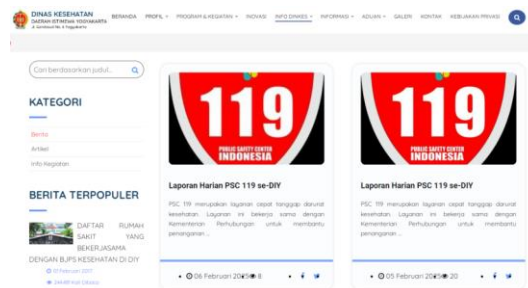 DINAS KESEHATAN
DAERAH ISTIMEWA YOGYAKARTA
BERANDA PROFIL PROGRAM & KEGIATAN INOVASI INFO DINKES INFORMASI ADUAN GALERI KONTAK KEBIJAKAN PRIVASI
Cari berdasarkan judul...
KATEGORI
Berita
Artikel
Info Kegiatan
BERITA TERPOPULER
DAFTAR RUMAH
SAKIT YANG
BEKERJASAMA
DENGAN BJPS KESEHATAN DI DIY
119
PUBLIC SAFETY CENTER
INDONESIA
Laporan Harian PSC 119 se-DIY
PSC 119 merupakan layanan cepat tanggap darurat
kesehatan. Layanan ini bekerja sama dengan
Kementerian Perhubungan untuk membantu
penanganan ...
06 Februari 2025 8
119
PUBLIC SAFETY CENTER
INDONESIA
Laporan Harian PSC 119 se-DIY
PSC 119 merupakan layanan cepat tanggap darurat
kesehatan. Layanan ini bekerja sama dengan
Kementerian Perhubungan untuk membantu
penanganan ...
05 Februari 2025 20